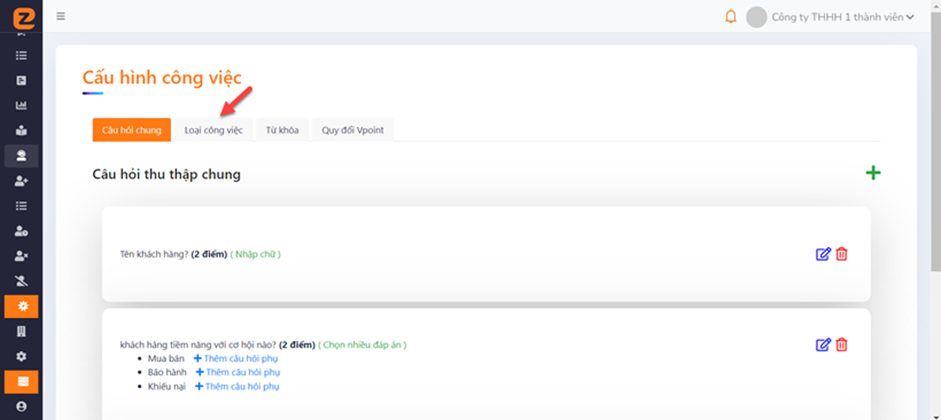 Công ty THHH 1 thành viên
Cấu hình công việc
Câu hỏi chung
Loại công việc
Từ khóa
Quy đổi Vpoint
Câu hỏi thu thập chung
Tên khách hàng? (2 điểm) ( Nhập chữ )
khách hàng tiềm năng với cơ hội nào? (2 điểm) ( Chọn nhiều đáp án )
Mua bán + Thêm câu hỏi phụ
Bảo hành + Thêm câu hỏi phụ
Khiếu nại + Thêm câu hỏi phụ